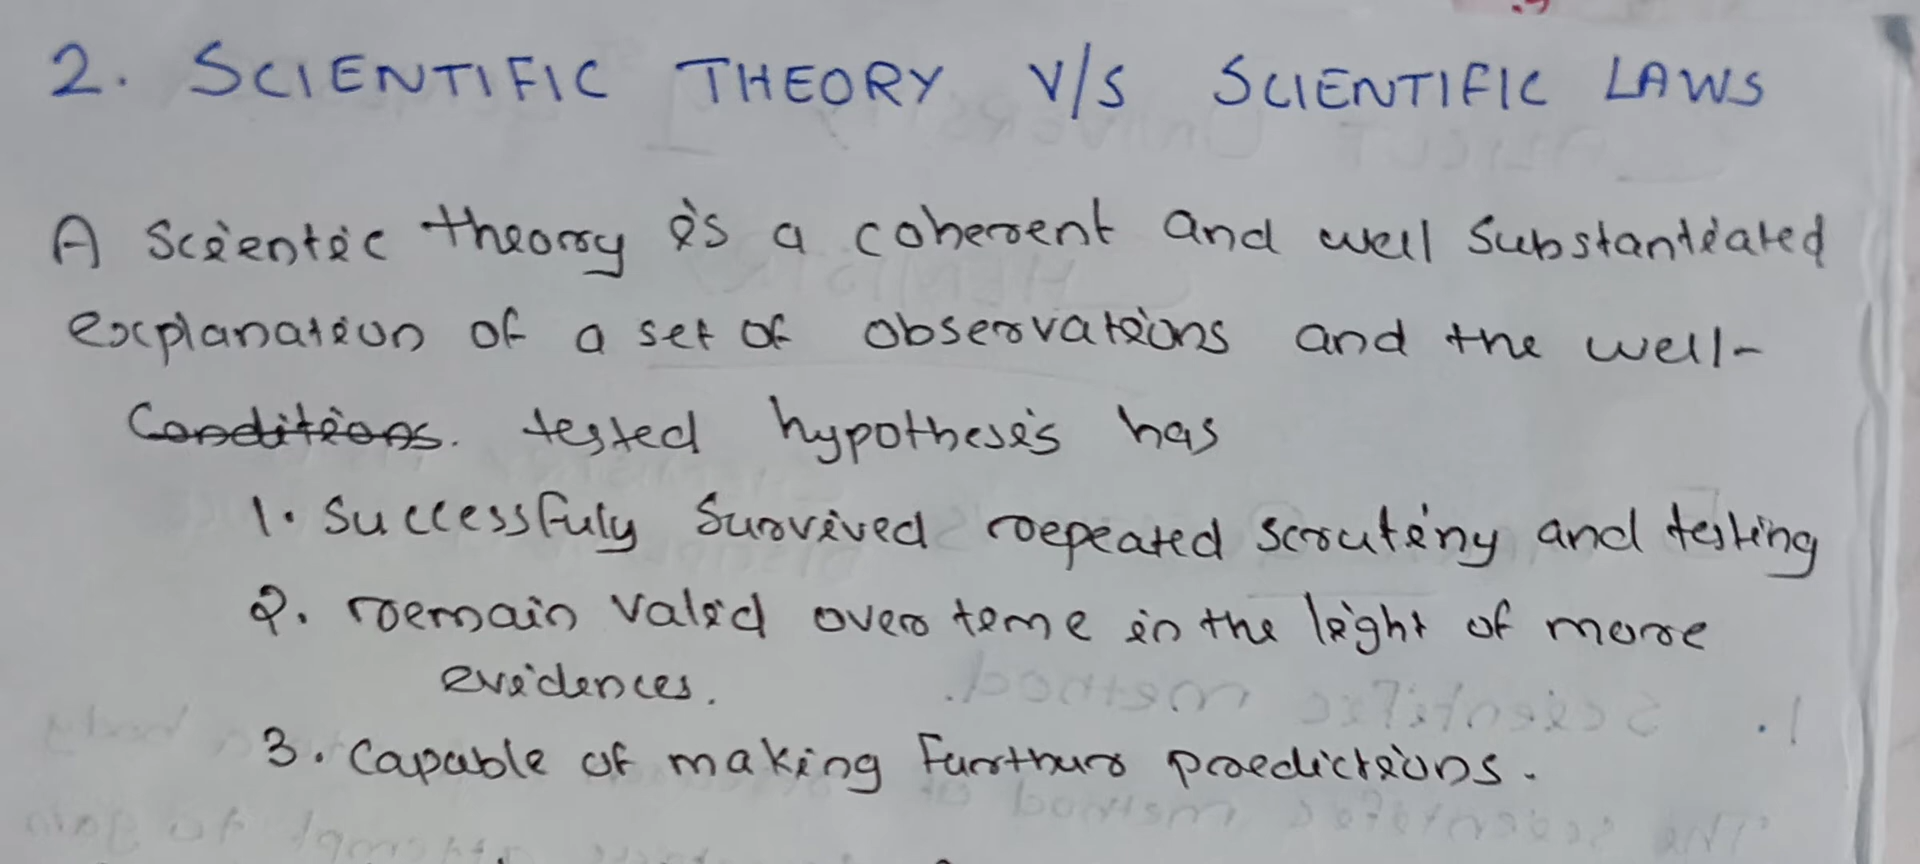 2. SCIENTIFIC THEORY V/S SCIENTIFIC LAWS
A Scientic theory is a coherent and well Substantiated
explanation of a set of observations and the well-
Conditions. tested hypothesis has
1. Successfuly Survived repeated scrutiny and testing
2. remain valid over time in the light of more
evidences.
3. Capable of making furthur predictions.